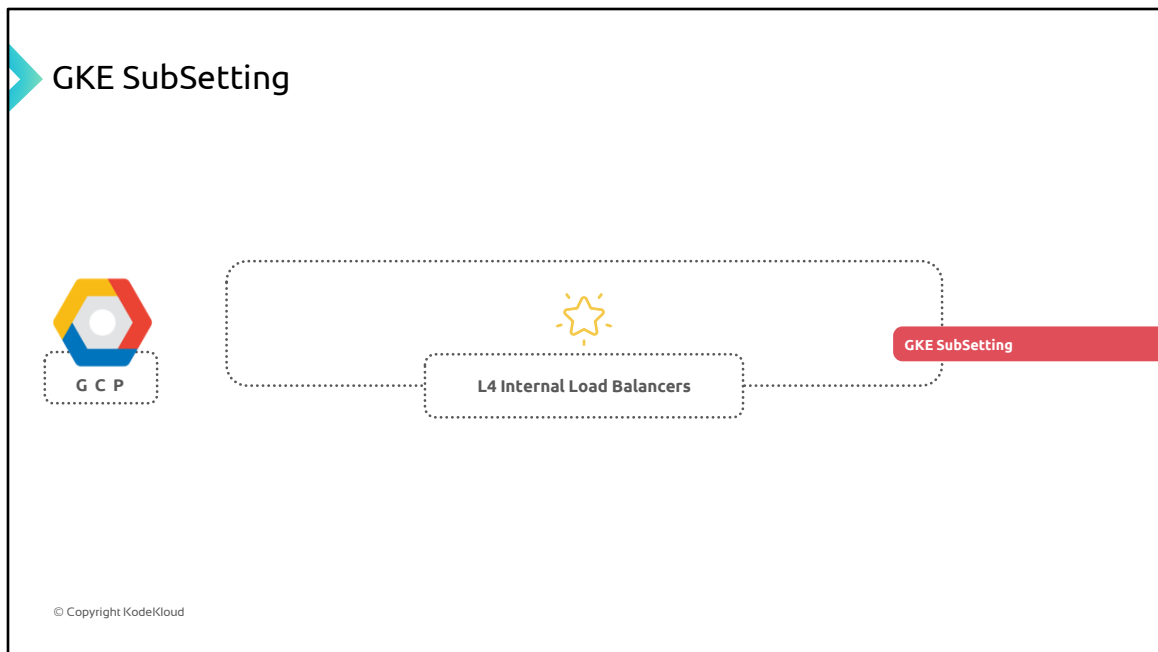 GKE SubSetting
GKE SubSetting
G C P
L4 Internal Load Balancers
© Copyright KodeKloud